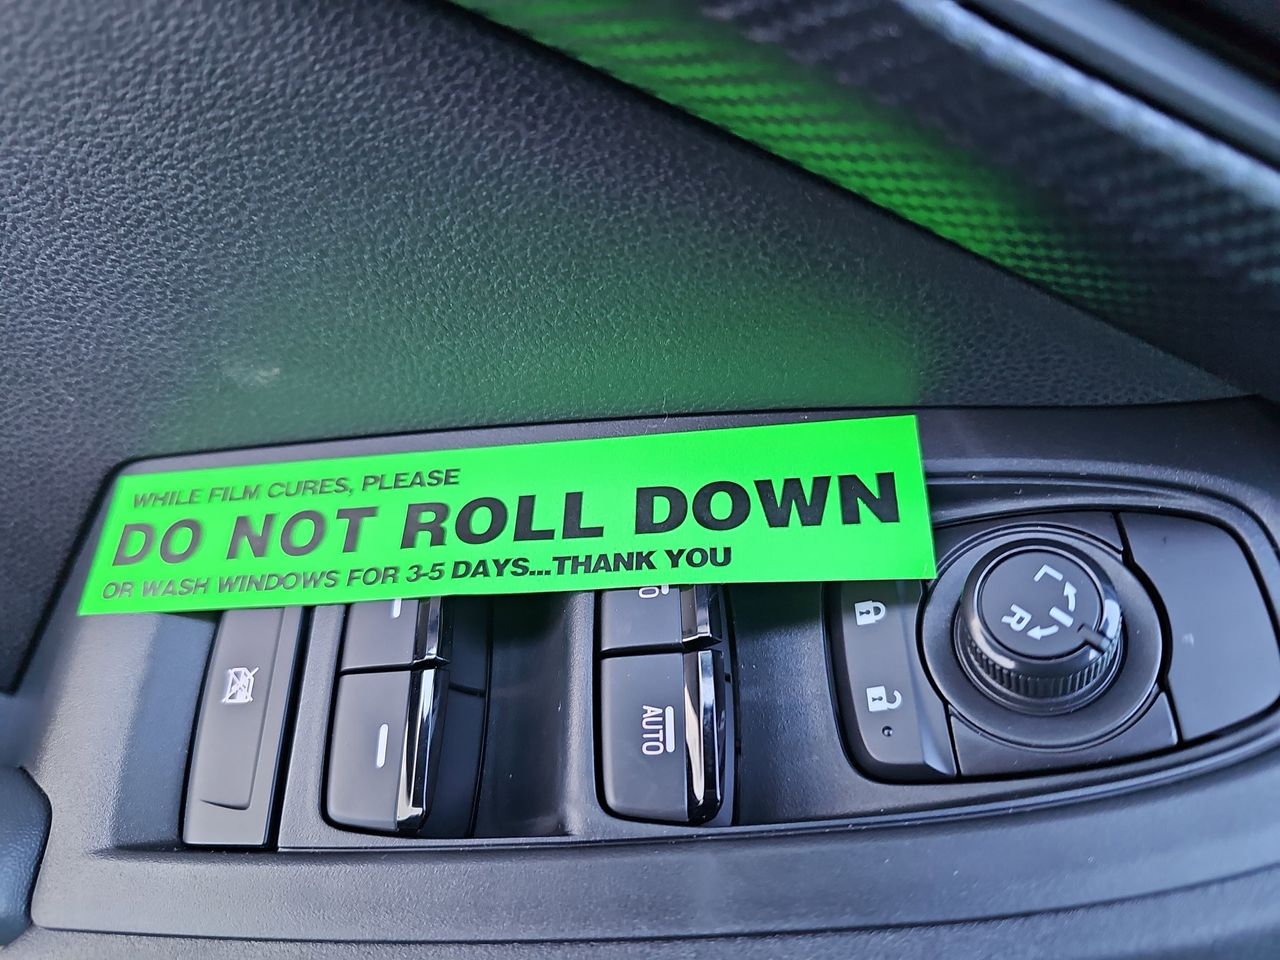 WHILE FILM CURES, PLEASE
DO NOT ROLL DOWN
OR WASH WINDOWS FOR 3-5 DAYS...THANK YOU
L
R
AUTO